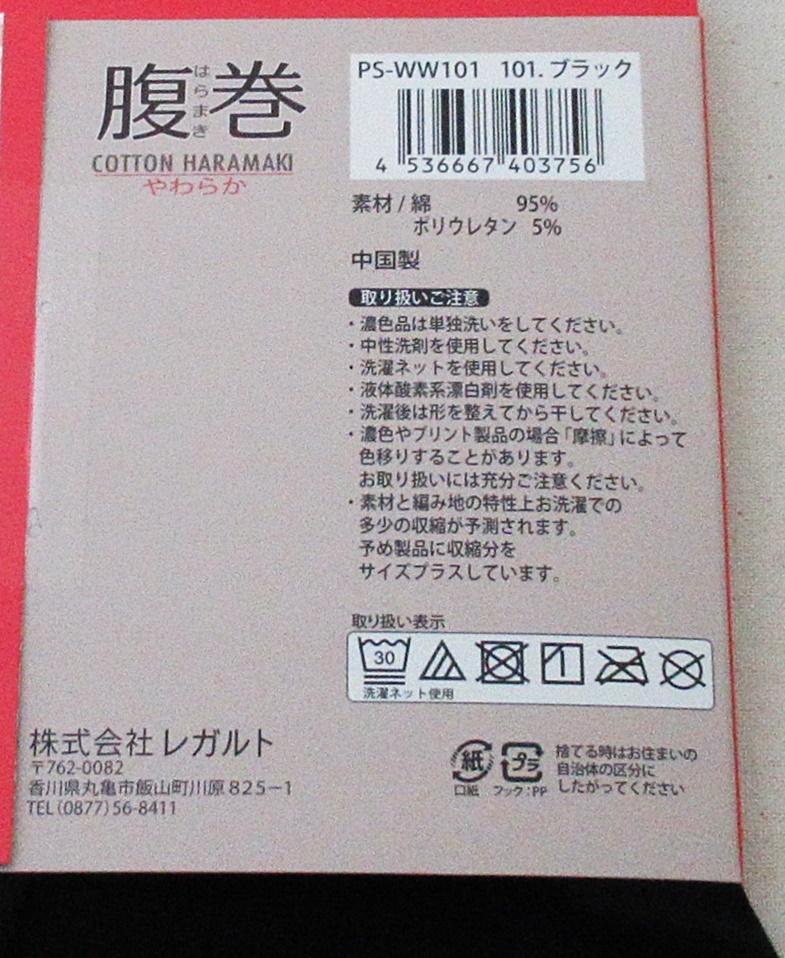 腹巻
はらまき
COTTON HARAMAKI
やわらか
PS-WW101 101. ブラック
4 536667 403756
素材 / 綿 95%
ポリウレタン 5%
中国製
取り扱いご注意
・濃色品は単独洗いをしてください。
・中性洗剤を使用してください。
・洗濯ネットを使用してください。
・液体酸素系漂白剤を使用してください。
・洗濯後は形を整えてから干してください。
・濃色やプリント製品の場合「摩擦」によって
色移りすることがあります。
お取り扱いには充分ご注意ください。
・素材と編み地の特性上お洗濯での
多少の収縮が予測されます。
予め製品に収縮分を
サイズプラスしています。
取り扱い表示
30
洗濯ネット使用
株式会社レガルト
〒762-0082
香川県丸亀市飯山町川原825−1
TEL(0877)56-8411
紙
口紙
プラ
フック:PP
捨てる時はお住まいの
自治体の区分に
したがってください